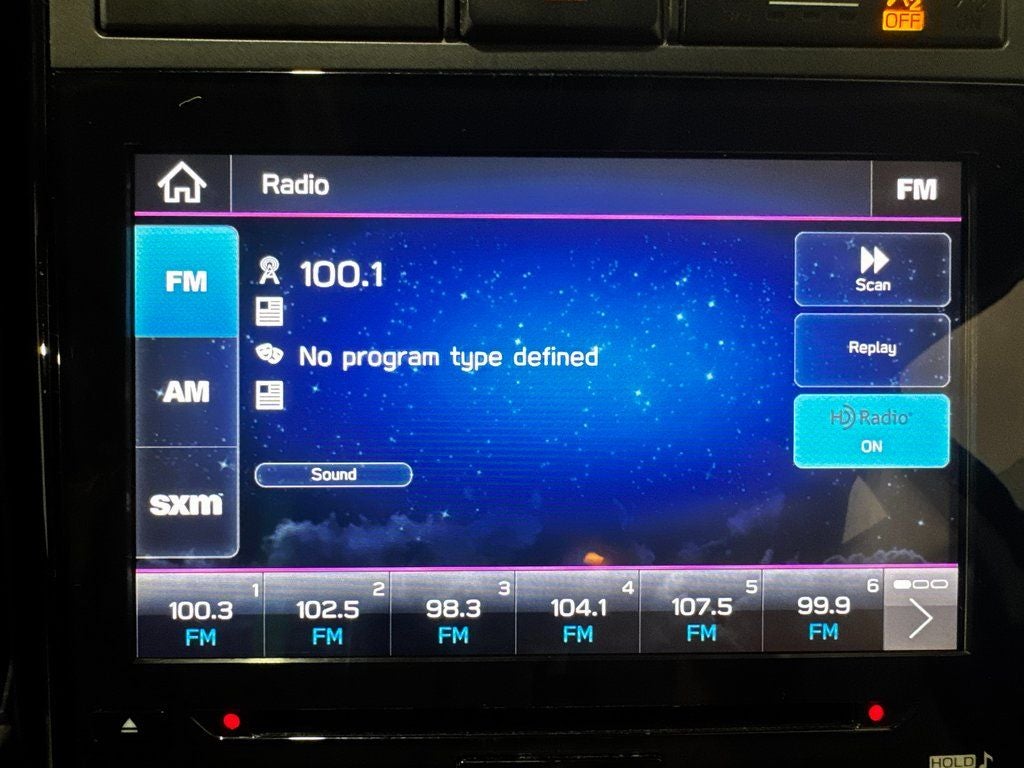 OFF
Radio
FM
FM
100.1
Scan
No program type defined
Replay
AM
HD Radio
ON
Sound
sxm
1
2
3
4
5
6
100.3
102.5
98.3
104.1
107.5
99.9
FM
FM
FM
FM
FM
FM
HOLD